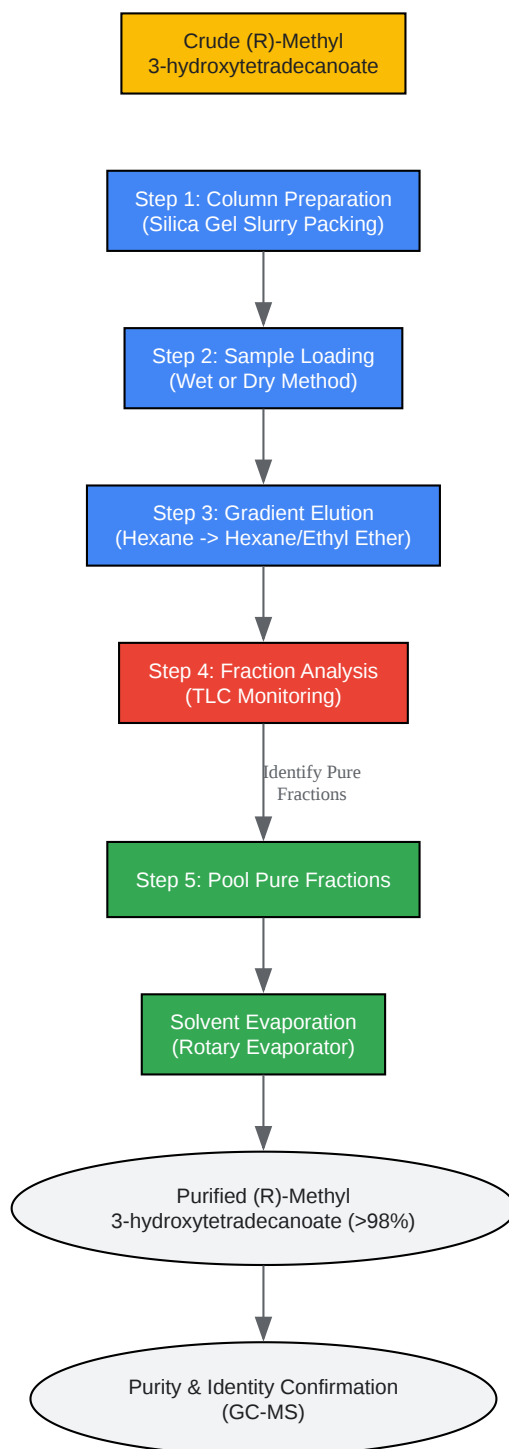 Crude (R)-Methyl
3-hydroxytetradecanoate
Step 1: Column Preparation
(Silica Gel Slurry Packing)
Step 2: Sample Loading
(Wet or Dry Method)
Step 3: Gradient Elution
(Hexane -> Hexane/Ethyl Ether)
Step 4: Fraction Analysis
(TLC Monitoring)
Identify Pure
Fractions
Step 5: Pool Pure Fractions
Solvent Evaporation
(Rotary Evaporator)
Purified (R)-Methyl
3-hydroxytetradecanoate (>98%)
Purity & Identity Confirmation
(GC-MS)